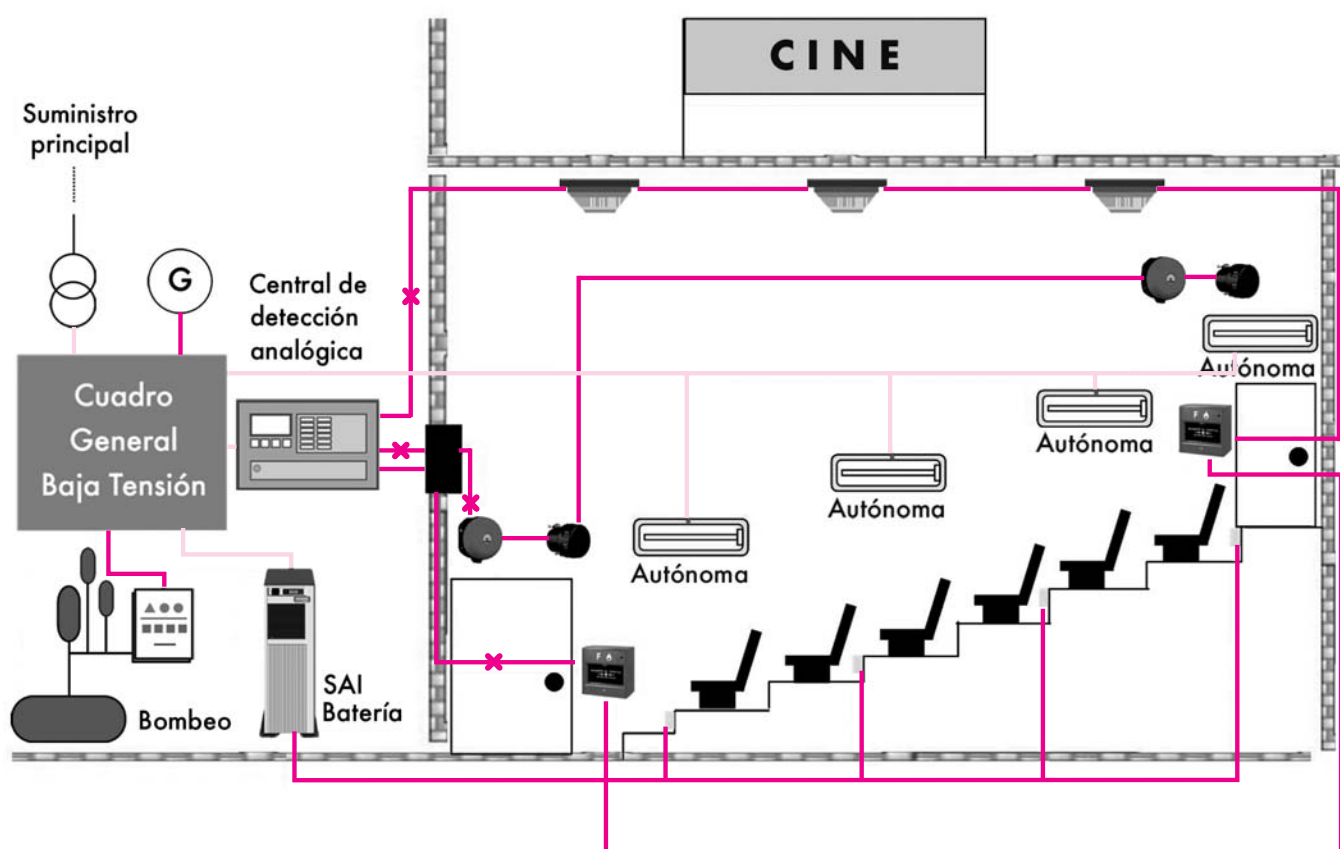 CINE
Suministro
principal
G
Central de
detección
analógica
Cuadro
General
Baja Tensión
Autónoma
Autónoma
Autónoma
Autónoma
SAI
Batería
Bombeo